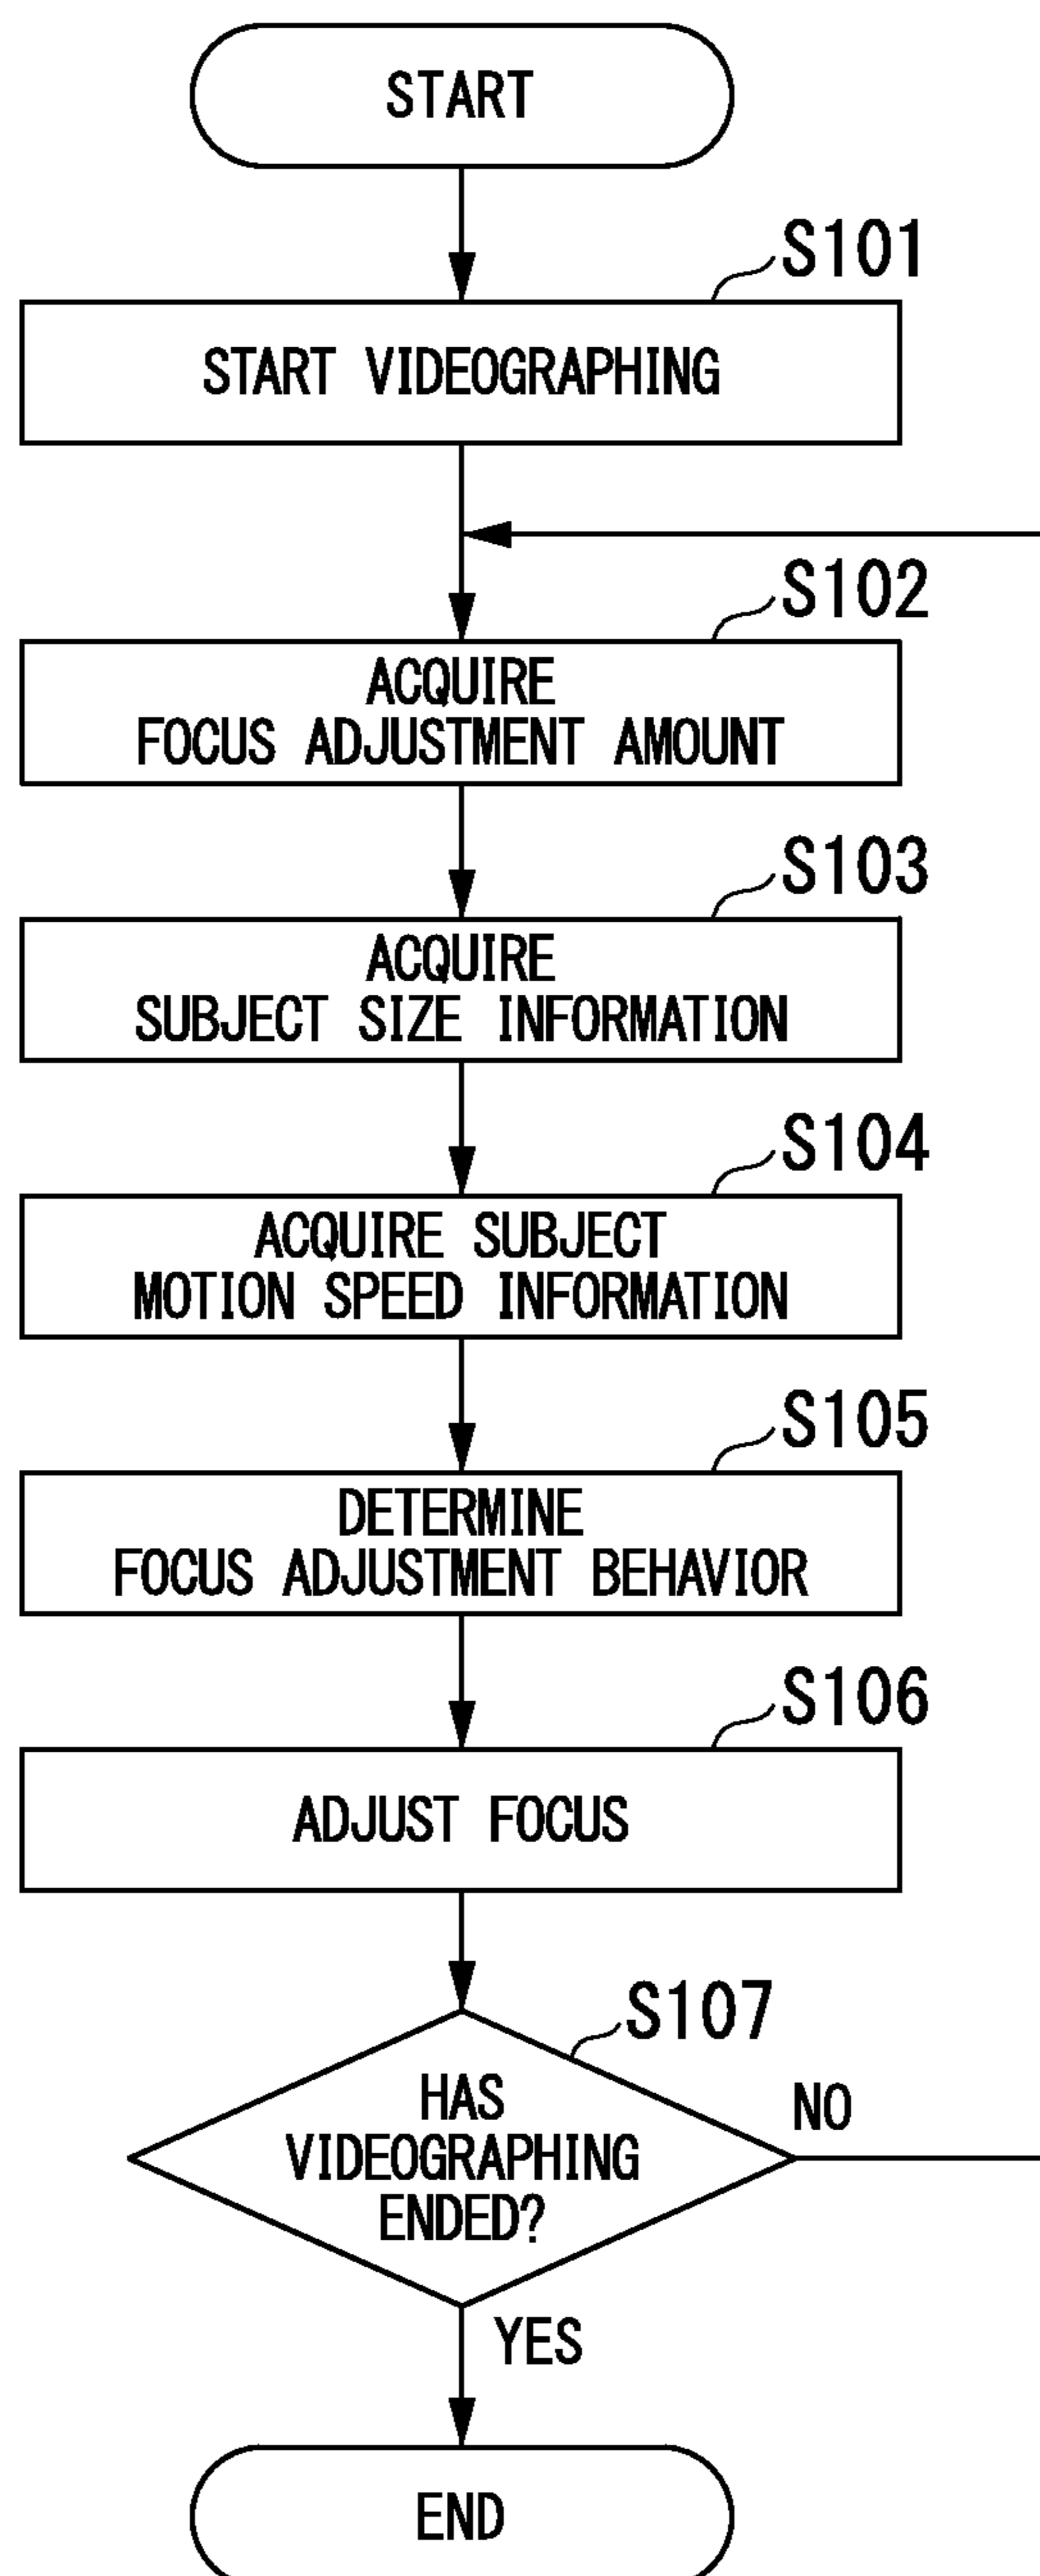 START
S101
START VIDEOGRAPHING
S102
ACQUIRE
FOCUS ADJUSTMENT AMOUNT
S103
ACQUIRE
SUBJECT SIZE INFORMATION
S104
ACQUIRE SUBJECT
MOTION SPEED INFORMATION
S105
DETERMINE
FOCUS ADJUSTMENT BEHAVIOR
S106
ADJUST FOCUS
S107
HAS
VIDEOGRAPHING
ENDED?
NO
YES
END